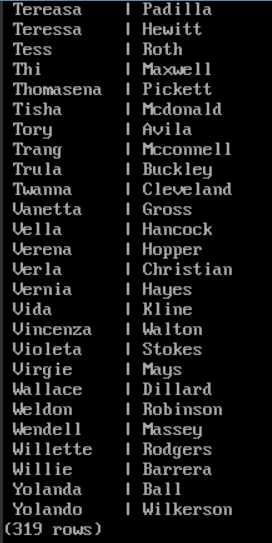 Tereasa | Padilla
Teressa | Hewitt
Tess | Roth
Thi | Maxwell
Thomasena | Pickett
Tisha | Mcdonald
Tory | Avila
Trang | Mcconnell
Trula | Buckley
Twanna | Cleveland
Vanetta | Gross
Vella | Hancock
Verena | Hopper
Verla | Christian
Vernia | Hayes
Vida | Kline
Vincenza | Walton
Violeta | Stokes
Virgie | Mays
Wallace | Dillard
Weldon | Robinson
Wendell | Massey
Willette | Rodgers
Willie | Barrera
Yolanda | Ball
Yolando | Wilkerson
(319 rows)